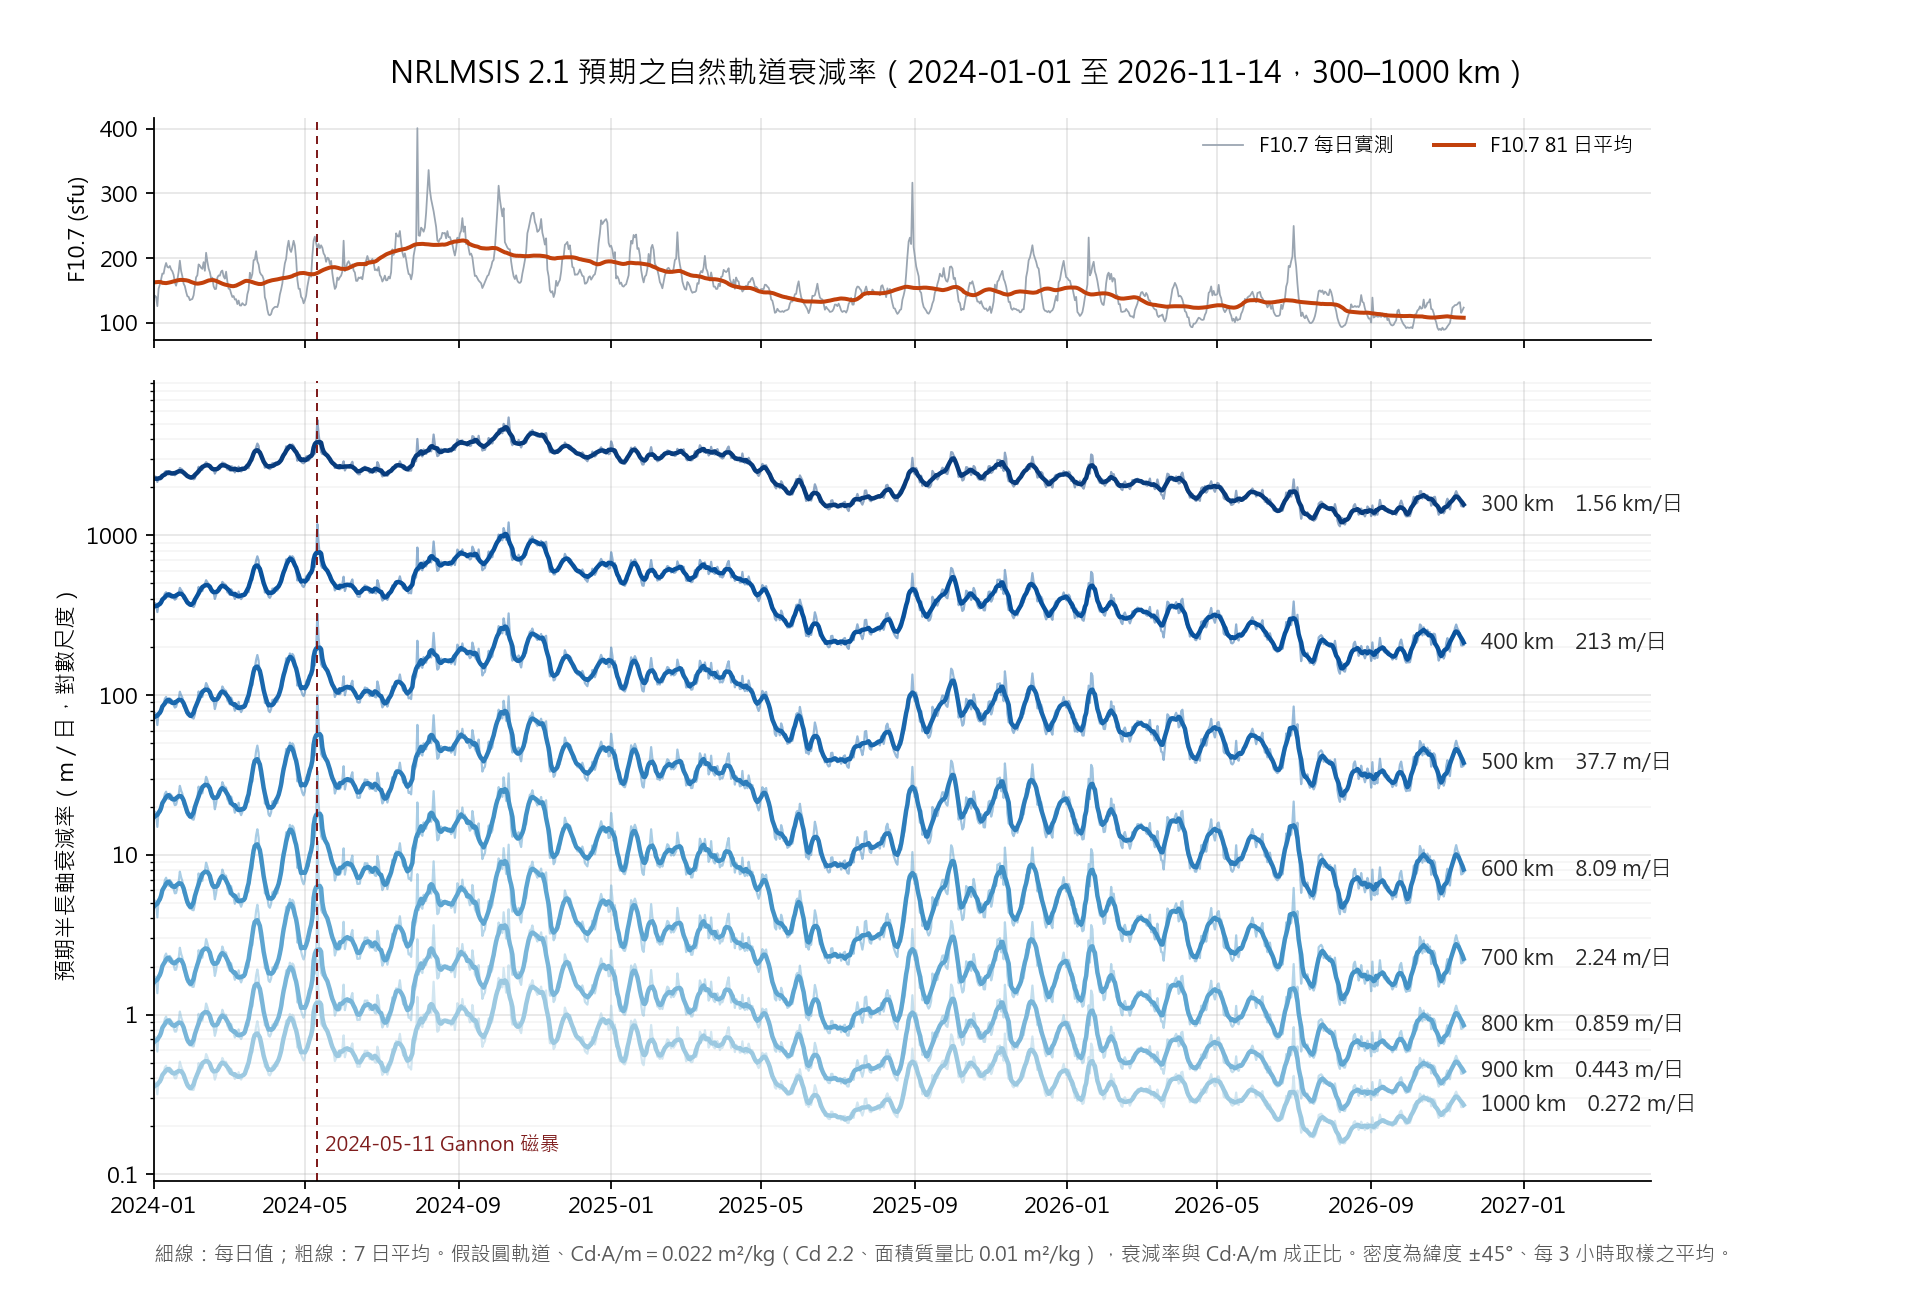 NRLMSIS 2.1 預期之自然軌道衰減率（2024-01-01 至 2026-11-14，300–1000 km）
F10.7 (sfu)
400
300
200
100
F10.7 每日實測
F10.7 81 日平均
預期半長軸衰減率（m / 日，對數尺度）
1000
100
10
1
0.1
300 km 1.56 km/日
400 km 213 m/日
500 km 37.7 m/日
600 km 8.09 m/日
700 km 2.24 m/日
800 km 0.859 m/日
900 km 0.443 m/日
1000 km 0.272 m/日
2024-05-11 Gannon 磁暴
2024-01
2024-05
2024-09
2025-01
2025-05
2025-09
2026-01
2026-05
2026-09
2027-01
細線：每日值；粗線：7 日平均。假設圓軌道、Cd·A/m＝0.022 m²/kg（Cd 2.2、面積質量比 0.01 m²/kg），衰減率與 Cd·A/m 成正比。密度為緯度 ±45°、每 3 小時取樣之平均。